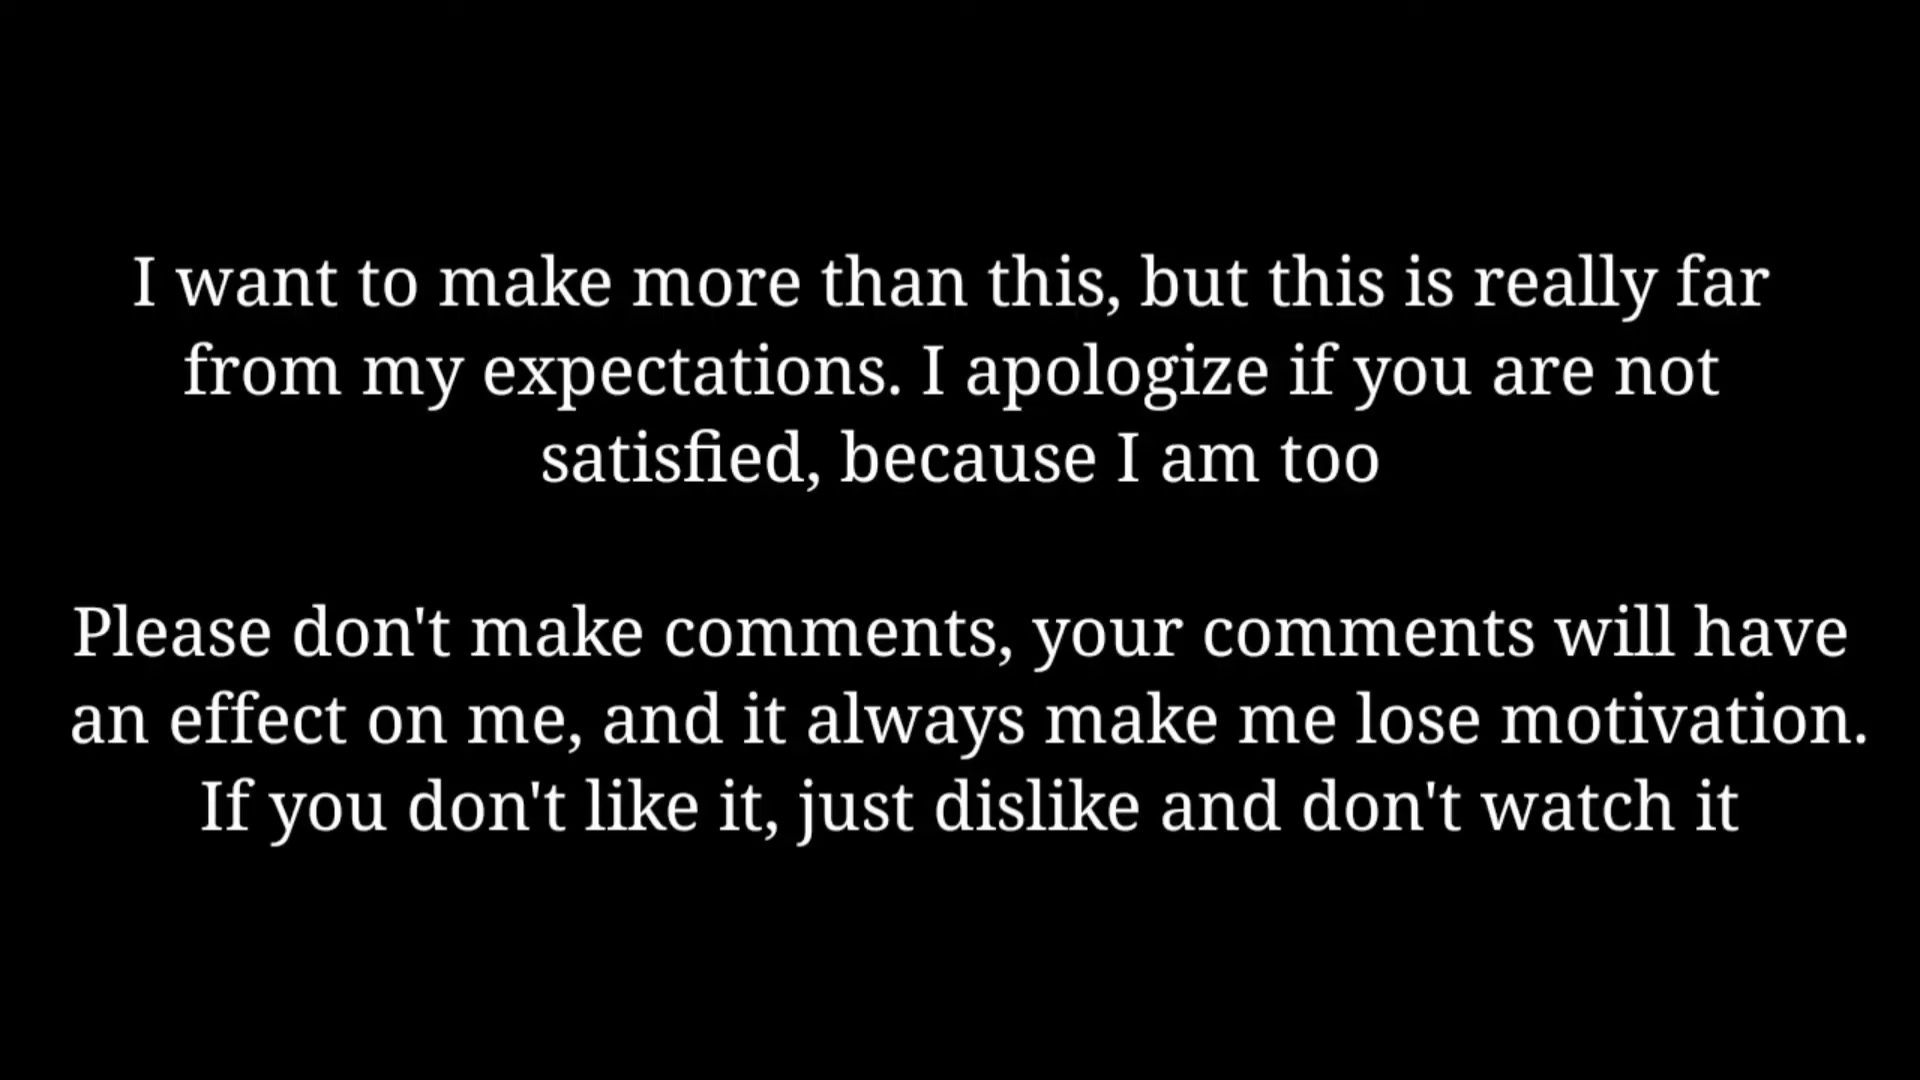 I want to make more than this, but this is really far
from my expectations. I apologize if you are not
satisfied, because I am too
Please don't make comments, your comments will have
an effect on me, and it always make me lose motivation.
If you don't like it, just dislike and don't watch it